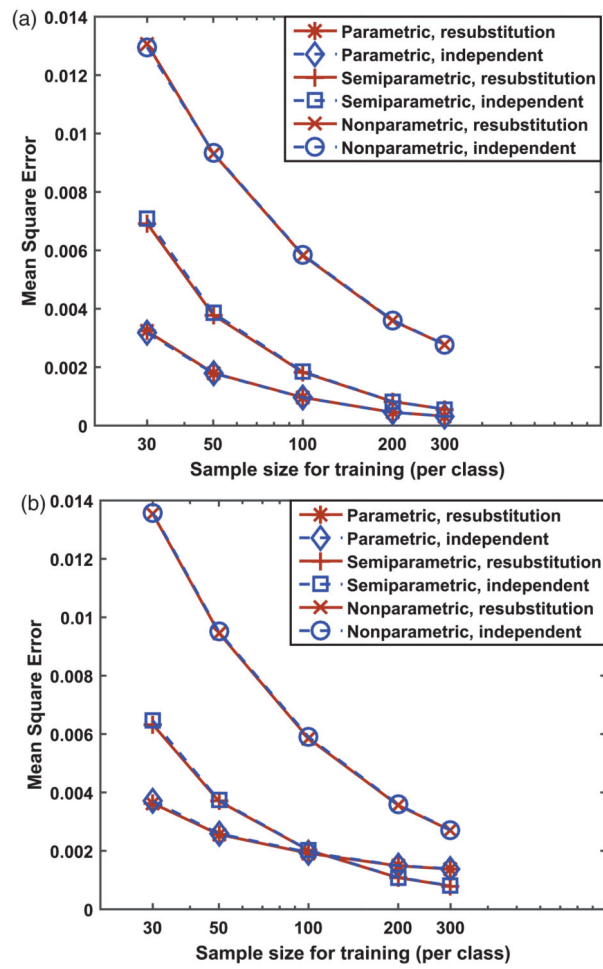 (a)
0.014
0.012
0.01
0.008
0.006
0.004
0.002
0
Mean Square Error
Parametric, resubstitution
Parametric, independent
Semiparametric, resubstitution
Semiparametric, independent
Nonparametric, resubstitution
Nonparametric, independent
30 50 100 200 300
Sample size for training (per class)
(b)
0.014
0.012
0.01
0.008
0.006
0.004
0.002
0
Mean Square Error
Parametric, resubstitution
Parametric, independent
Semiparametric, resubstitution
Semiparametric, independent
Nonparametric, resubstitution
Nonparametric, independent
30 50 100 200 300
Sample size for training (per class)